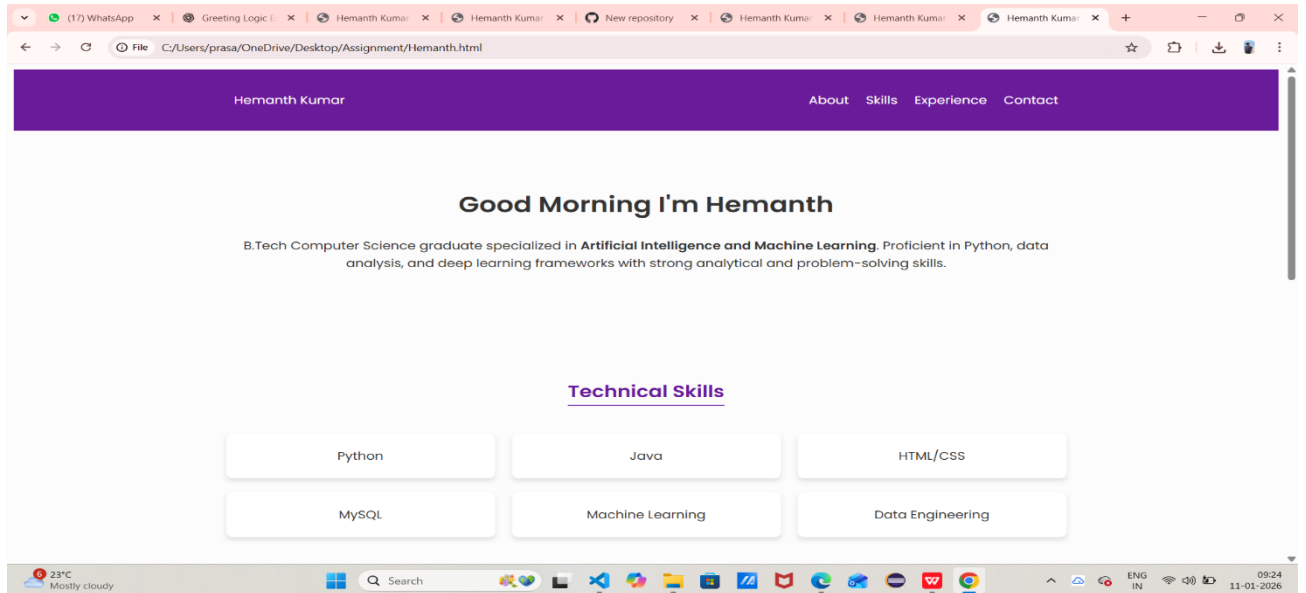 (17) WhatsApp
Greeting Logic E
Hemanth Kumar
Hemanth Kumar
New repository
Hemanth Kumar
Hemanth Kumar
Hemanth Kumar
File C:/Users/prasa/OneDrive/Desktop/Assignment/Hemanth.html
Hemanth Kumar About Skills Experience Contact
Good Morning I'm Hemanth
B.Tech Computer Science graduate specialized in Artificial Intelligence and Machine Learning. Proficient in Python, data
analysis, and deep learning frameworks with strong analytical and problem-solving skills.
Technical Skills
Python Java HTML/CSS
MySQL Machine Learning Data Engineering
6 23°C
Mostly cloudy
Search
ENG
IN
09:24
11-01-2026